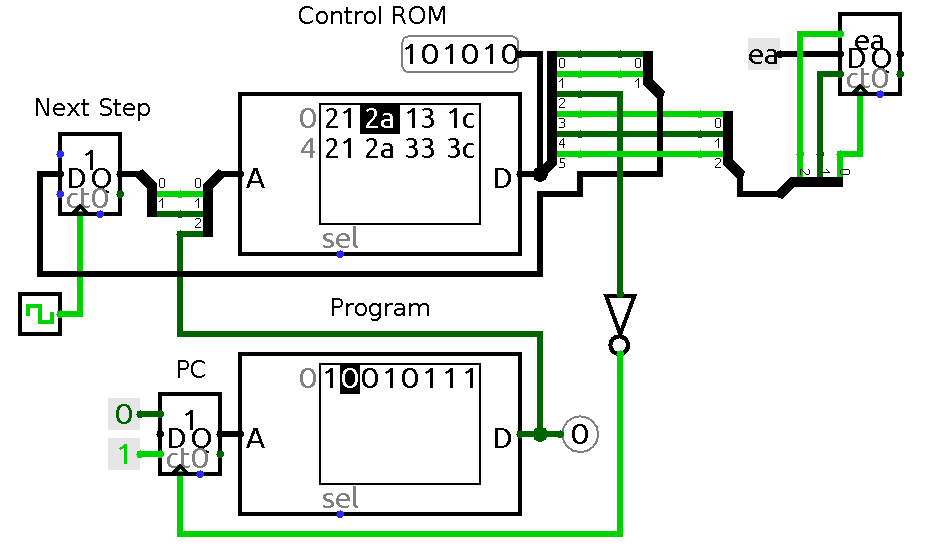 Control ROM
101010
ea
ea
D Q
ct0
2 1 0
0
1
2
3
4
5
0
1
0
1
2
Next Step
1
D Q
ct0
0
1
0
1
2
A
0 21 2a 13 1c
4 21 2a 33 3c
D
sel
Program
PC
0
1
1
D Q
ct0
A
0 10010111
D
0
sel